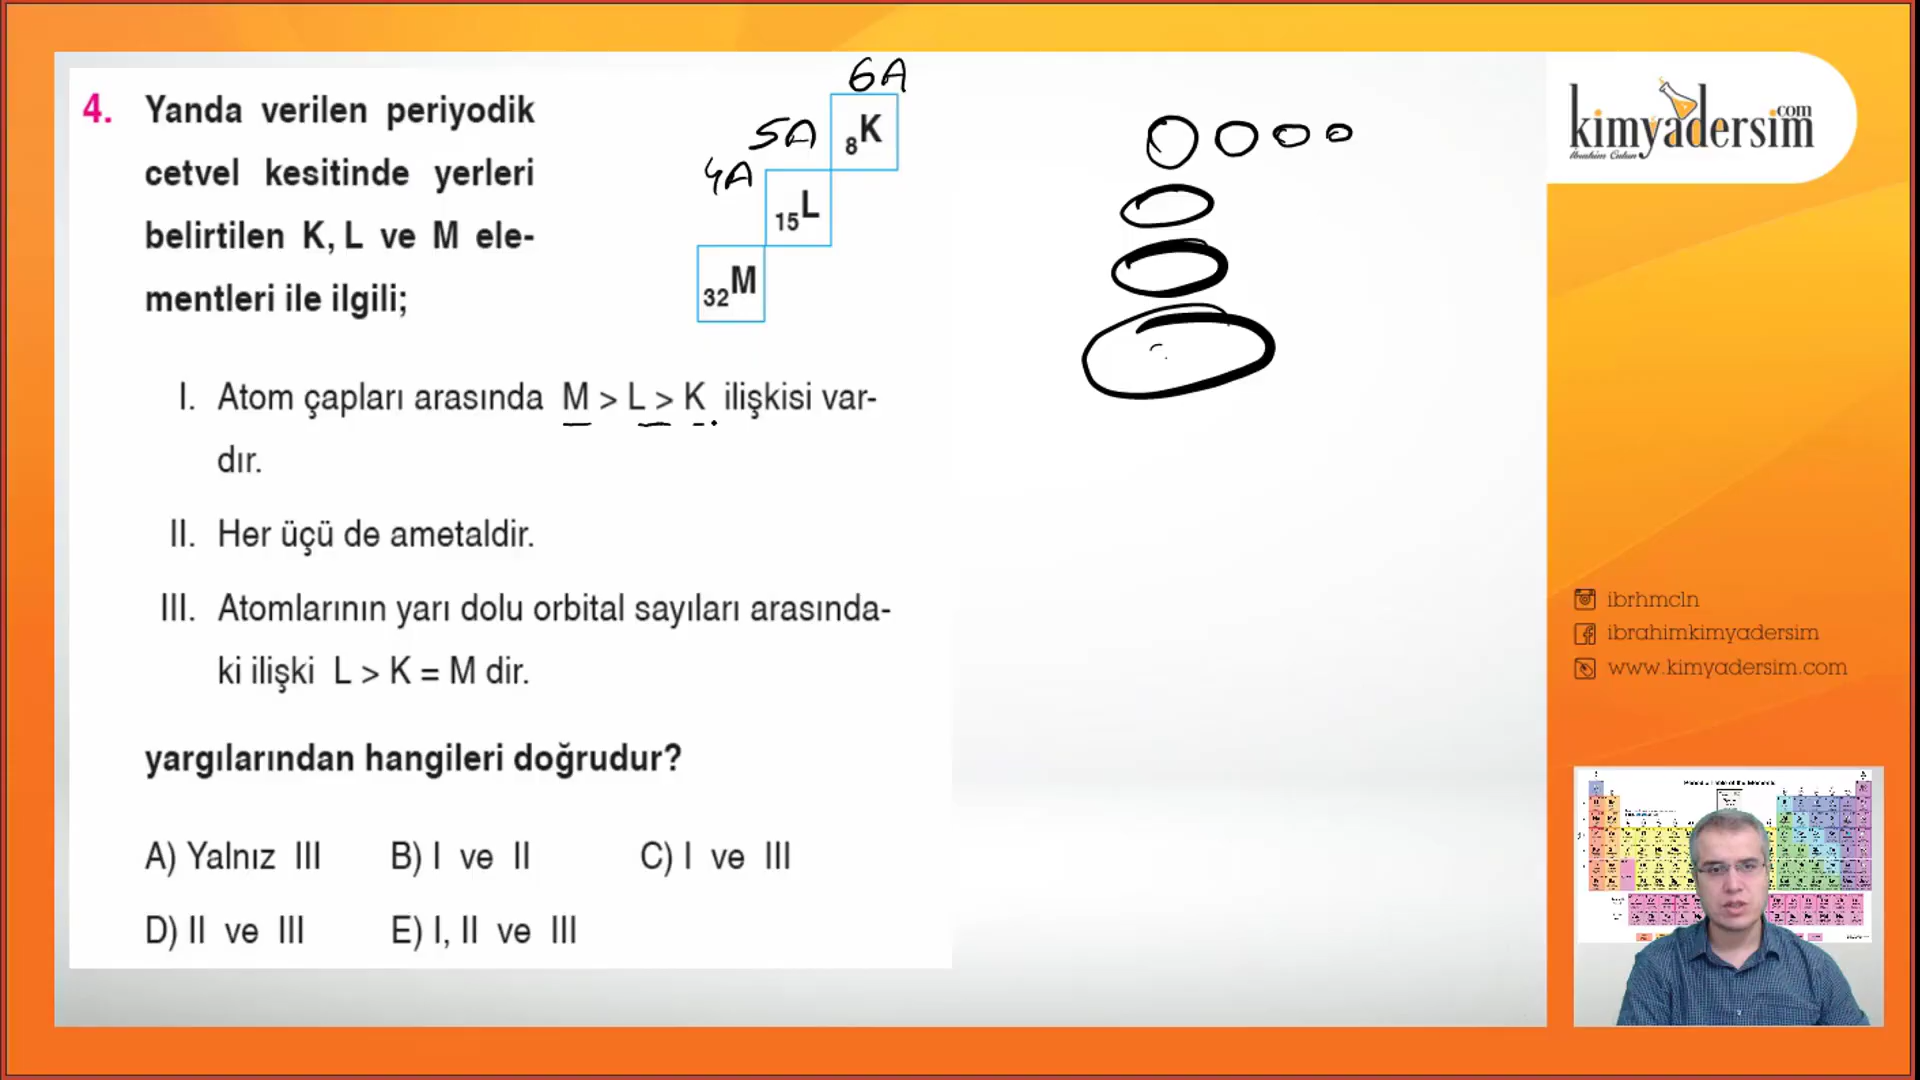 4. Yanda verilen periyodik
cetvel kesitinde yerleri
belirtilen K, L ve M ele-
mentleri ile ilgili;
6A
5A
4A
8K
15L
32M
I. Atom çapları arasında M > L > K ilişkisi var-
dır.
II. Her üçü de ametaldir.
III. Atomlarının yarı dolu orbital sayıları arasında-
ki ilişki L > K = M dir.
yargılarından hangileri doğrudur?
A) Yalnız III B) I ve II C) I ve III
D) II ve III E) I, II ve III
kimyadersim.com
ibrhmcln
ibrahimkimyadersim
www.kimyadersim.com